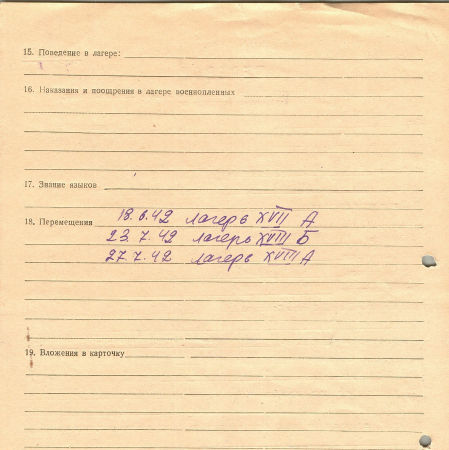 15. Поведение в лагере:
16. Наказания и поощрения в лагере военнопленных
17. Знание языков
18. Перемещения 18.6.42 лагерь XVII А
23.7.42 лагерь XVIII Б
27.7.42 лагерь XVIII А
19. Вложения в карточку